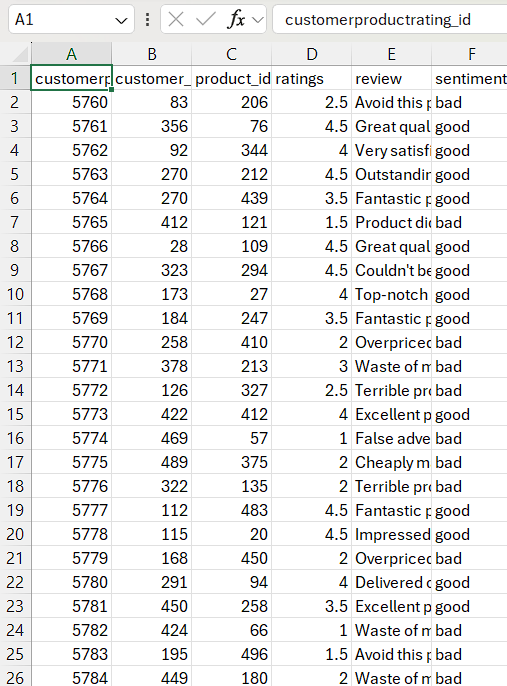 A1 fx customerproductrating_id
A B C D E F
1 customerp customer_ product_id ratings review sentiment
2 5760 83 206 2.5 Avoid this p bad
3 5761 356 76 4.5 Great qual good
4 5762 92 344 4 Very satisfi good
5 5763 270 212 4.5 Outstandin good
6 5764 270 439 3.5 Fantastic p good
7 5765 412 121 1.5 Product did bad
8 5766 28 109 4.5 Great qual good
9 5767 323 294 4.5 Couldn't be good
10 5768 173 27 4 Top-notch good
11 5769 184 247 3.5 Fantastic p good
12 5770 258 410 2 Overpriced bad
13 5771 378 213 3 Waste of m bad
14 5772 126 327 2.5 Terrible pro bad
15 5773 422 412 4 Excellent p good
16 5774 469 57 1 False adve bad
17 5775 489 375 2 Cheaply m bad
18 5776 322 135 2 Terrible pro bad
19 5777 112 483 4.5 Fantastic p good
20 5778 115 20 4.5 Impressed good
21 5779 168 450 2 Overpriced bad
22 5780 291 94 4 Delivered o good
23 5781 450 258 3.5 Excellent p good
24 5782 424 66 1 Waste of m bad
25 5783 195 496 1.5 Avoid this p bad
26 5784 449 180 2 Waste of m bad